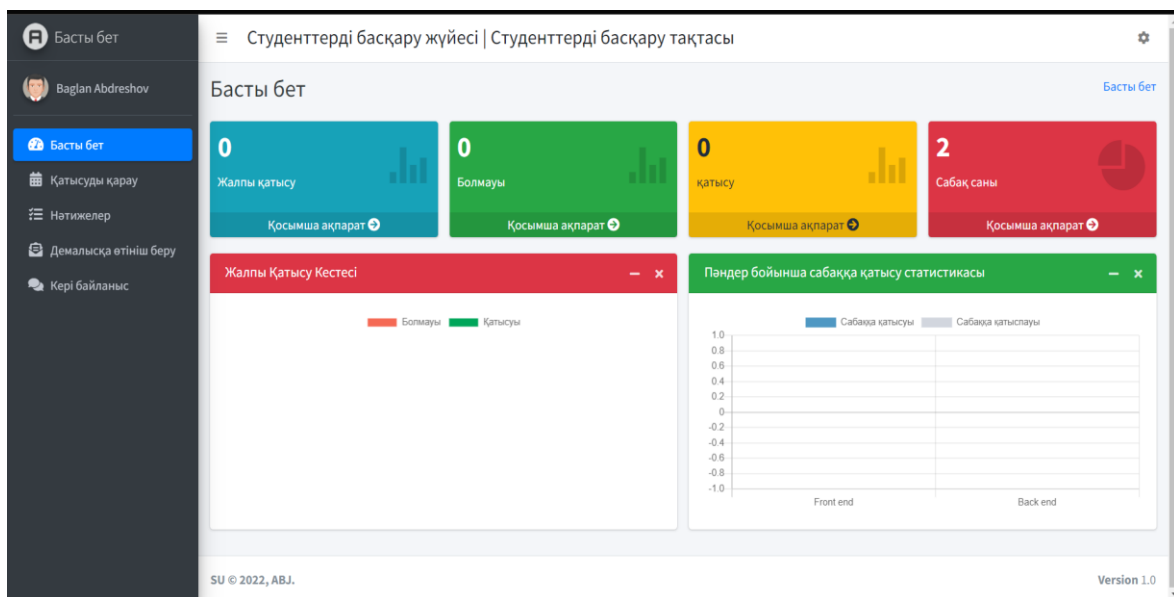 Басты бет
Baglan Abdreshov
Басты бет
Қатысуды қарау
Нәтижелер
Демалысқа өтініш беру
Кері байланыс
Студенттерді басқару жүйесі | Студенттерді басқару тақтасы
Басты бет
Басты бет
0
Жалпы қатысу
Қосымша ақпарат
0
Болмауы
Қосымша ақпарат
0
қатысу
Қосымша ақпарат
2
Сабақ саны
Қосымша ақпарат
Жалпы Қатысу Кестесі
Болмауы Қатысуы
Пәндер бойынша сабаққа қатысу статистикасы
Сабаққа қатысуы Сабаққа қатыспауы
1.0
0.8
0.6
0.4
0.2
0
-0.2
-0.4
-0.6
-0.8
-1.0
Front end Back end
SU © 2022, ABJ.
Version 1.0